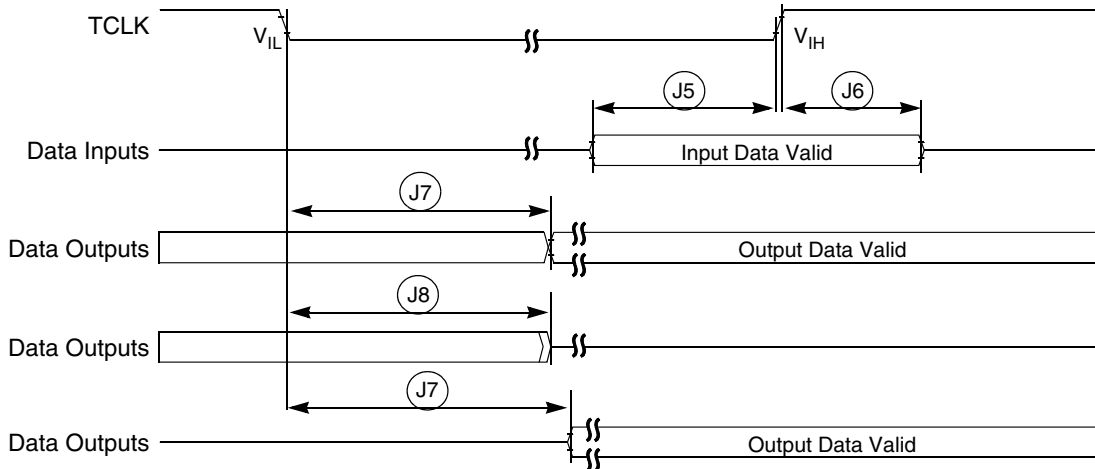 TCLK
VIL
VIH
J5
J6
Data Inputs
Input Data Valid
J7
Data Outputs
Output Data Valid
J8
Data Outputs
J7
Data Outputs
Output Data Valid